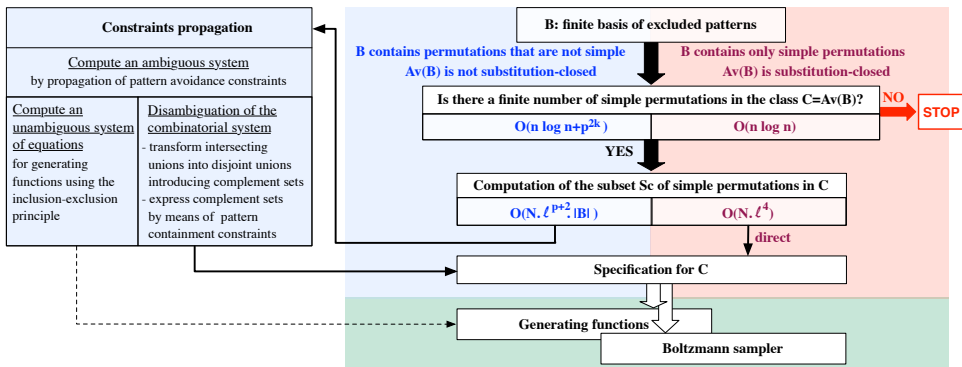 Constraints propagation
Compute an ambiguous system
by propagation of pattern avoidance constraints
Compute an
unambiguous system
of equations
for generating
functions using the
inclusion-exclusion
principle
Disambiguation of the
combinatorial system
- transform intersecting
unions into disjoint unions
introducing complement sets
- express complement sets
by means of pattern
containment constraints
B: finite basis of excluded patterns
B contains permutations that are not simple
Av(B) is not substitution-closed
B contains only simple permutations
Av(B) is substitution-closed
Is there a finite number of simple permutations in the class C=Av(B)?
NO
STOP
O(n log n+p^{2k})
O(n log n)
YES
Computation of the subset Sc of simple permutations in C
O(N. ℓ^{p+2}. |B| )
O(N. ℓ^4)
direct
Specification for C
Generating functions
Boltzmann sampler